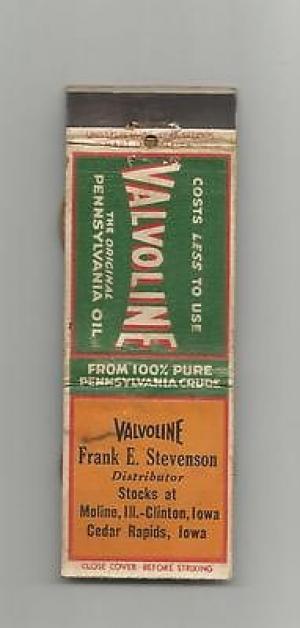 COSTS LESS TO USE
VALVOLINE
THE ORIGINAL
PENNSYLVANIA OIL
FROM 100% PURE
PENNSYLVANIA CRUDE
VALVOLINE
Frank E. Stevenson
Distributor
Stocks at
Moline, Ill.-Clinton, Iowa
Cedar Rapids, Iowa
CLOSE COVER BEFORE STRIKING